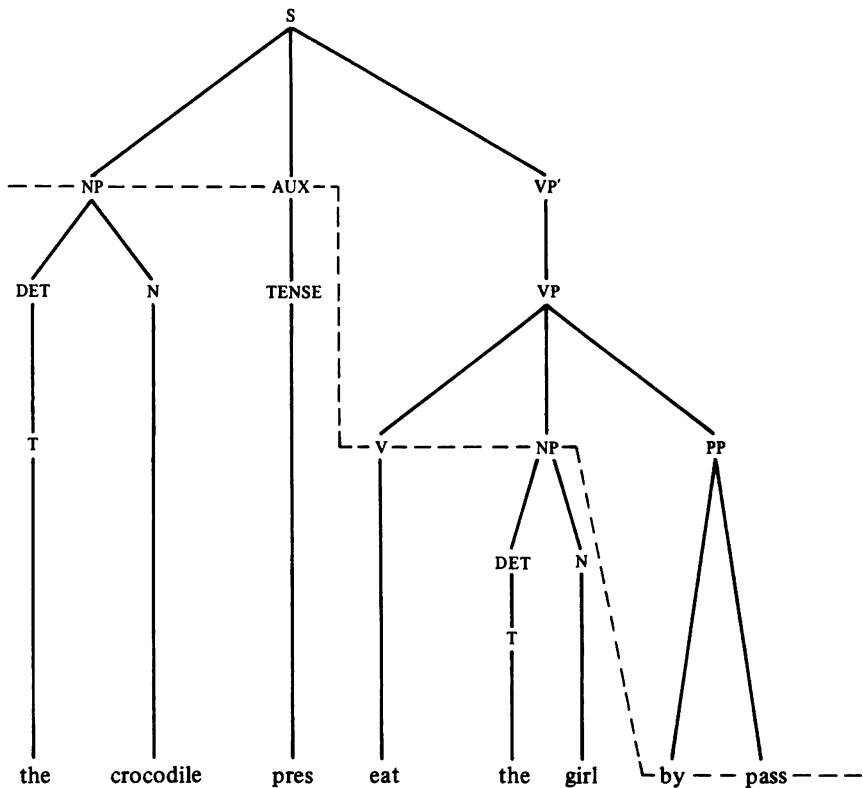 S
NP AUX VP′
DET N TENSE VP
T V NP PP
DET N
T
the crocodile pres eat the girl by pass